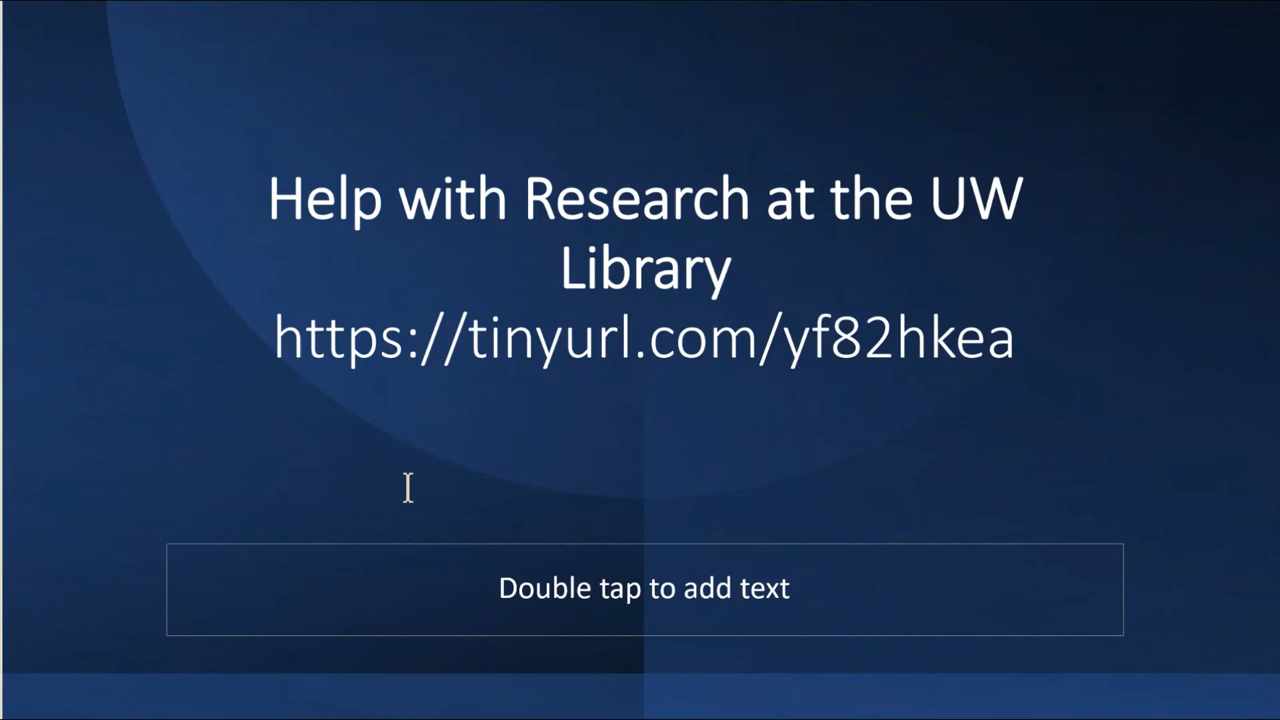 Help with Research at the UW
Library
https://tinyurl.com/yf82hkea
Double tap to add text